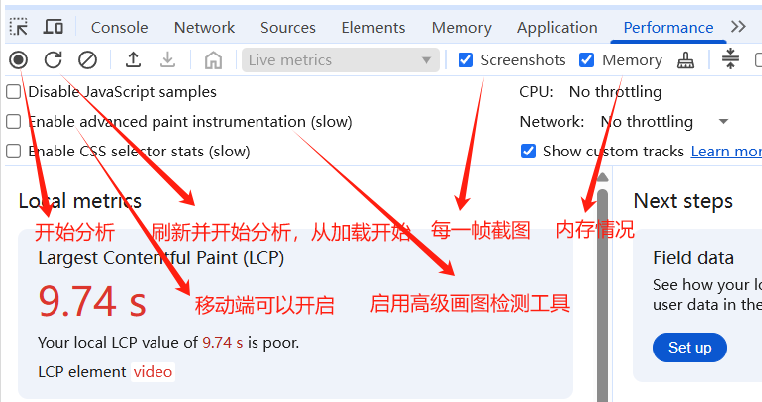 Console Network Sources Elements Memory Application Performance
Live metrics Screenshots Memory
Disable JavaScript samples CPU: No throttling
Enable advanced paint instrumentation (slow) Network: No throttling
Enable CSS selector stats (slow) Show custom tracks Learn mor
Local metrics Next steps
开始分析 刷新并开始分析，从加载开始 每一帧截图 内存情况
Largest Contentful Paint (LCP) Field data
9.74 s See how your lo
移动端可以开启 启用高级画图检测工具 user data in the
Your local LCP value of 9.74 s is poor. Set up
LCP element video